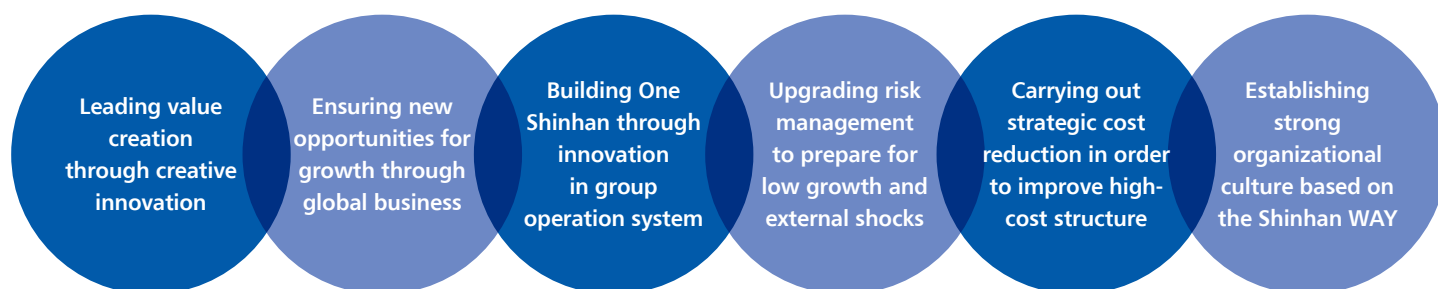 Leading value
creation
through creative
innovation
Ensuring new
opportunities for
growth through
global business
Building One
Shinhan through
innovation
in group
operation system
Upgrading risk
management
to prepare for
low growth and
external shocks
Carrying out
strategic cost
reduction in order
to improve high-
cost structure
Establishing
strong
organizational
culture based on
the Shinhan WAY